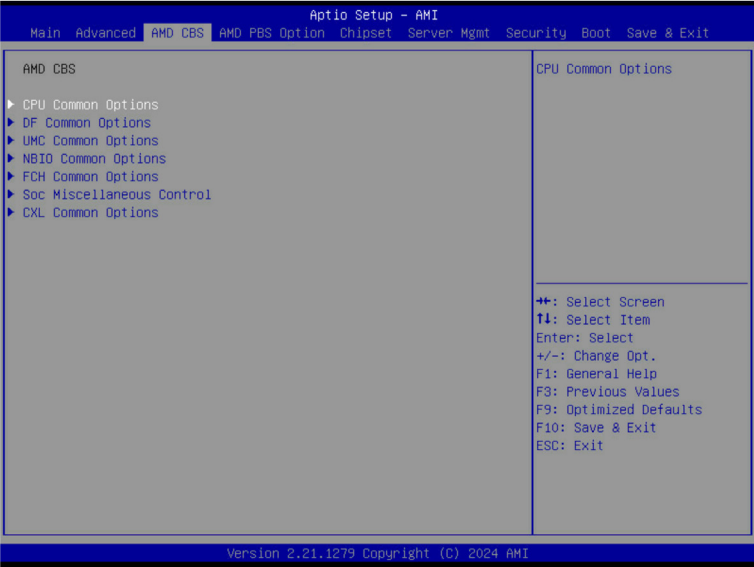 Aptio Setup - AMI
Main Advanced AMD CBS AMD PBS Option Chipset Server Mgmt Security Boot Save & Exit
AMD CBS
CPU Common Options
DF Common Options
UMC Common Options
NBIO Common Options
FCH Common Options
Soc Miscellaneous Control
CXL Common Options
CPU Common Options
→←: Select Screen
↑↓: Select Item
Enter: Select
+/-: Change Opt.
F1: General Help
F3: Previous Values
F9: Optimized Defaults
F10: Save & Exit
ESC: Exit
Version 2.21.1279 Copyright (C) 2024 AMI